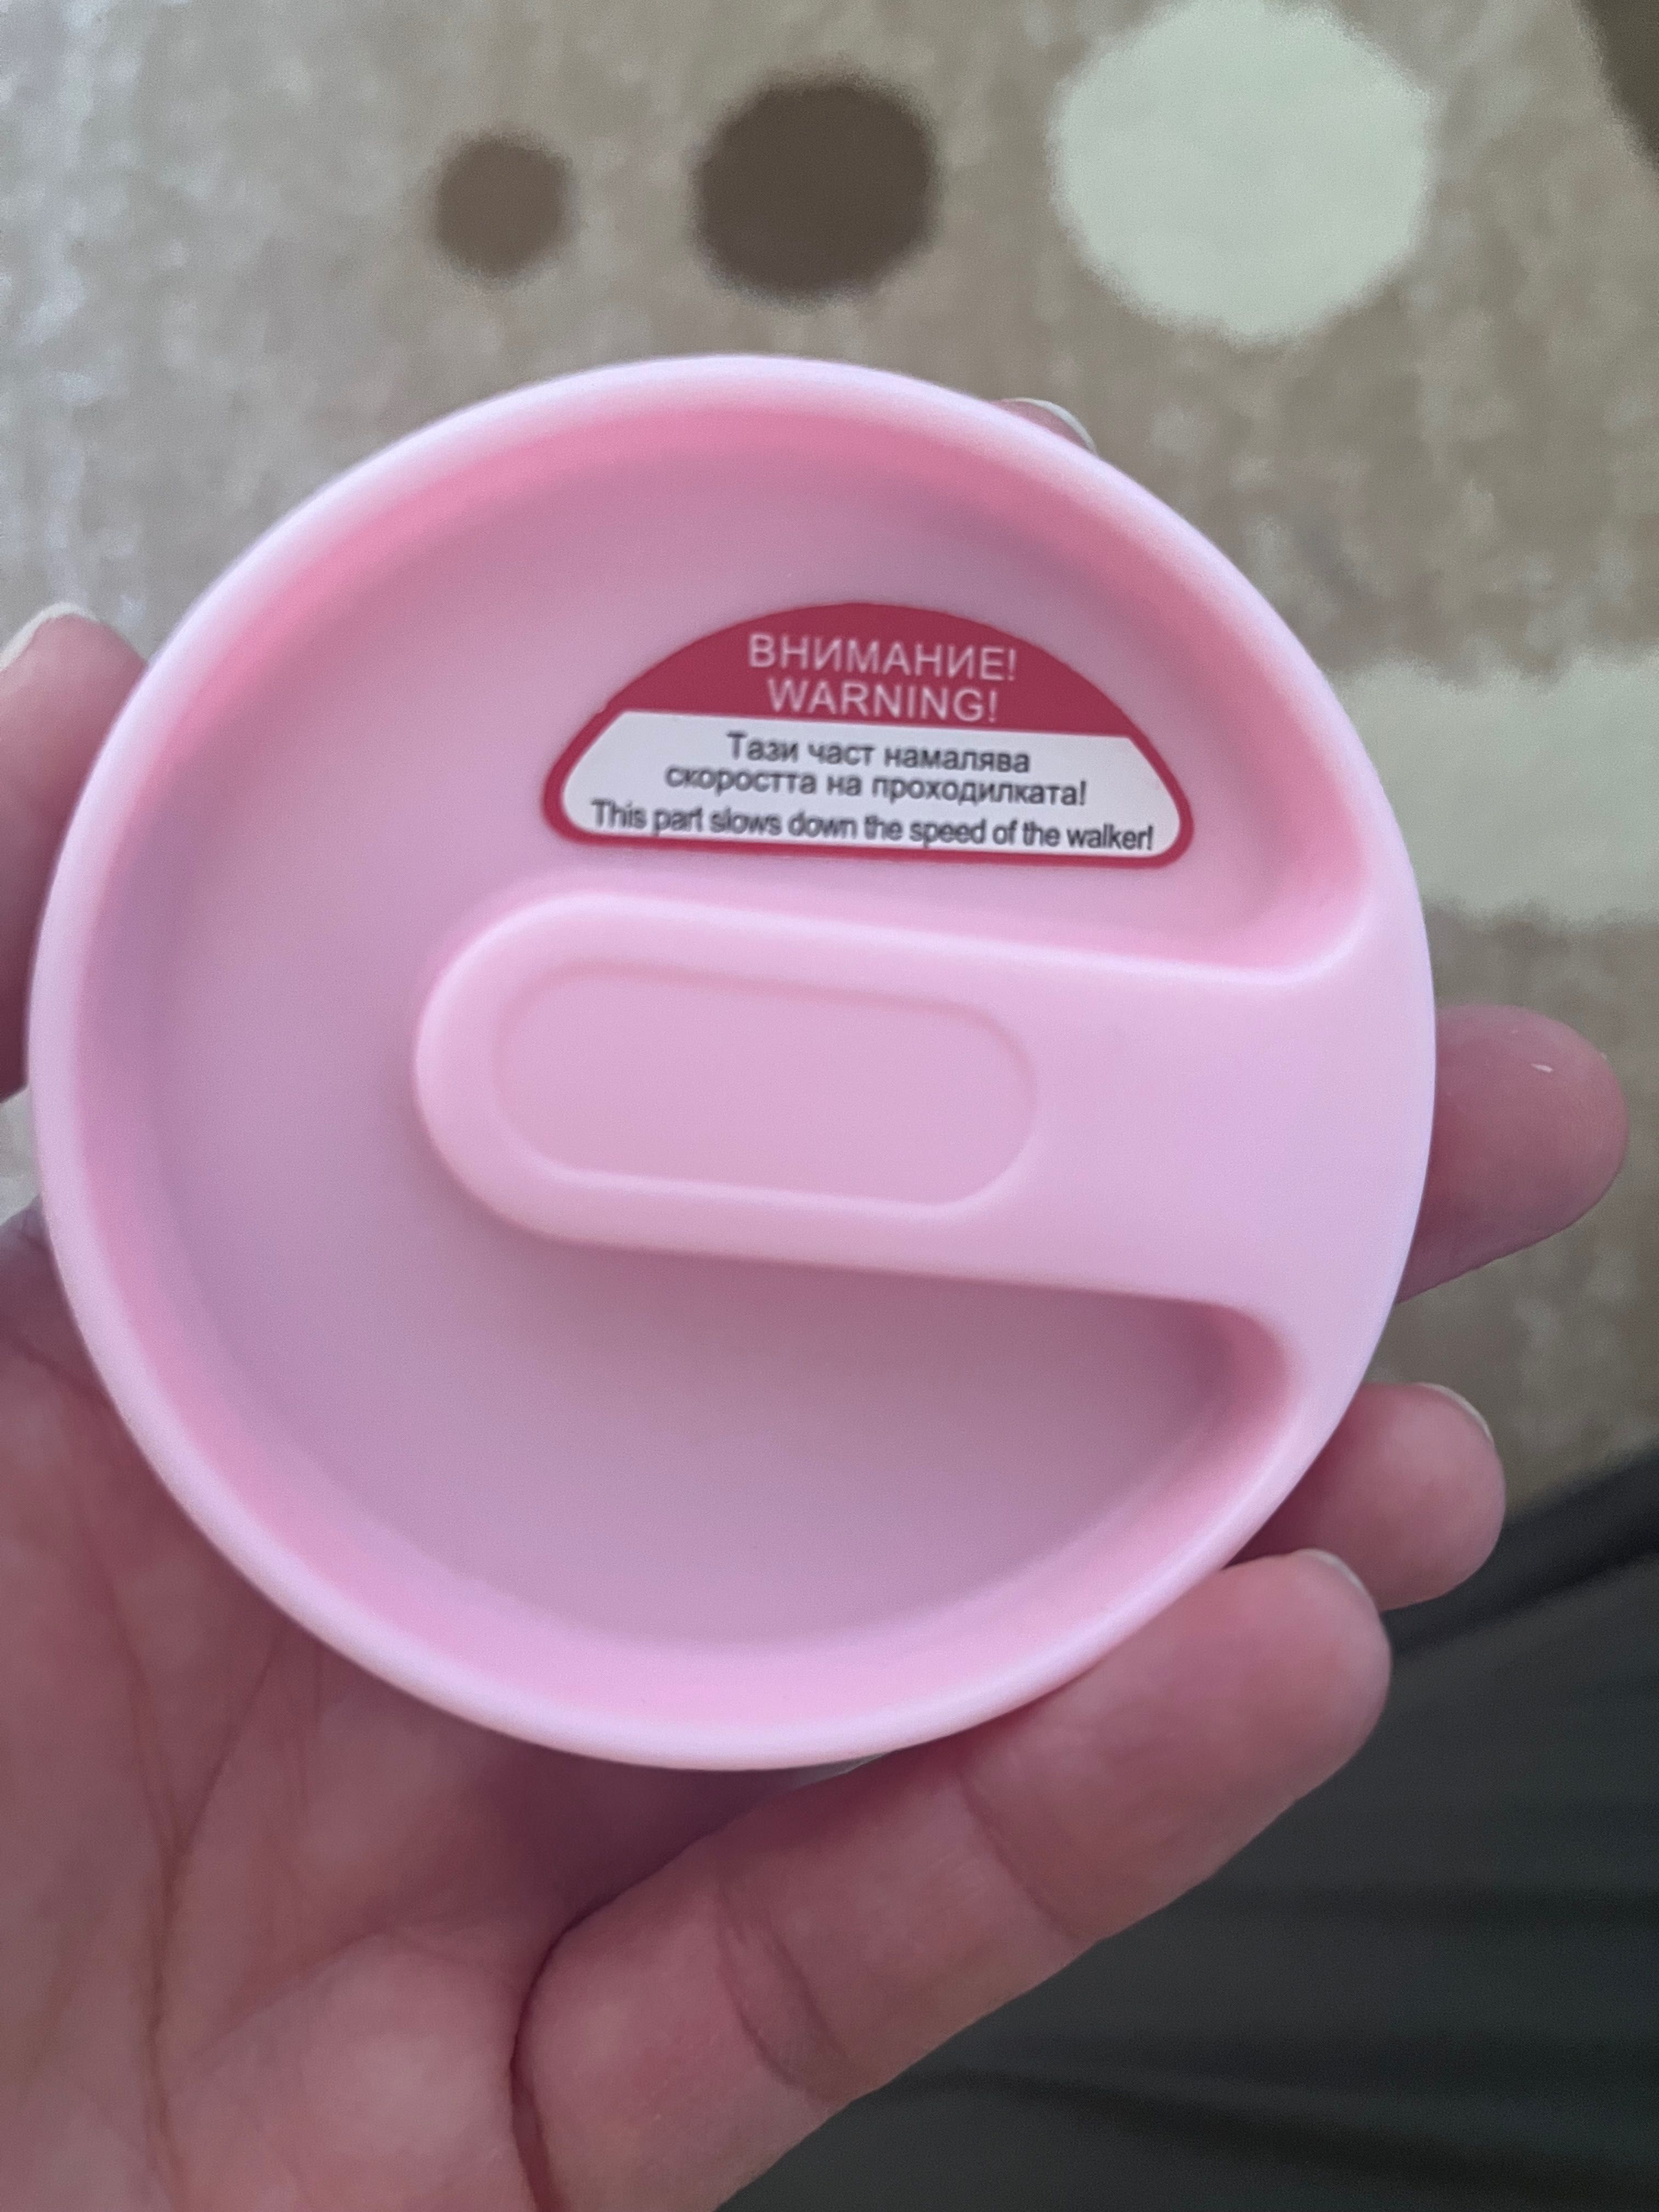 ВНИМАНИЕ!
WARNING!
Тази част намалява
скоростта на проходилката!
This part slows down the speed of the walker!